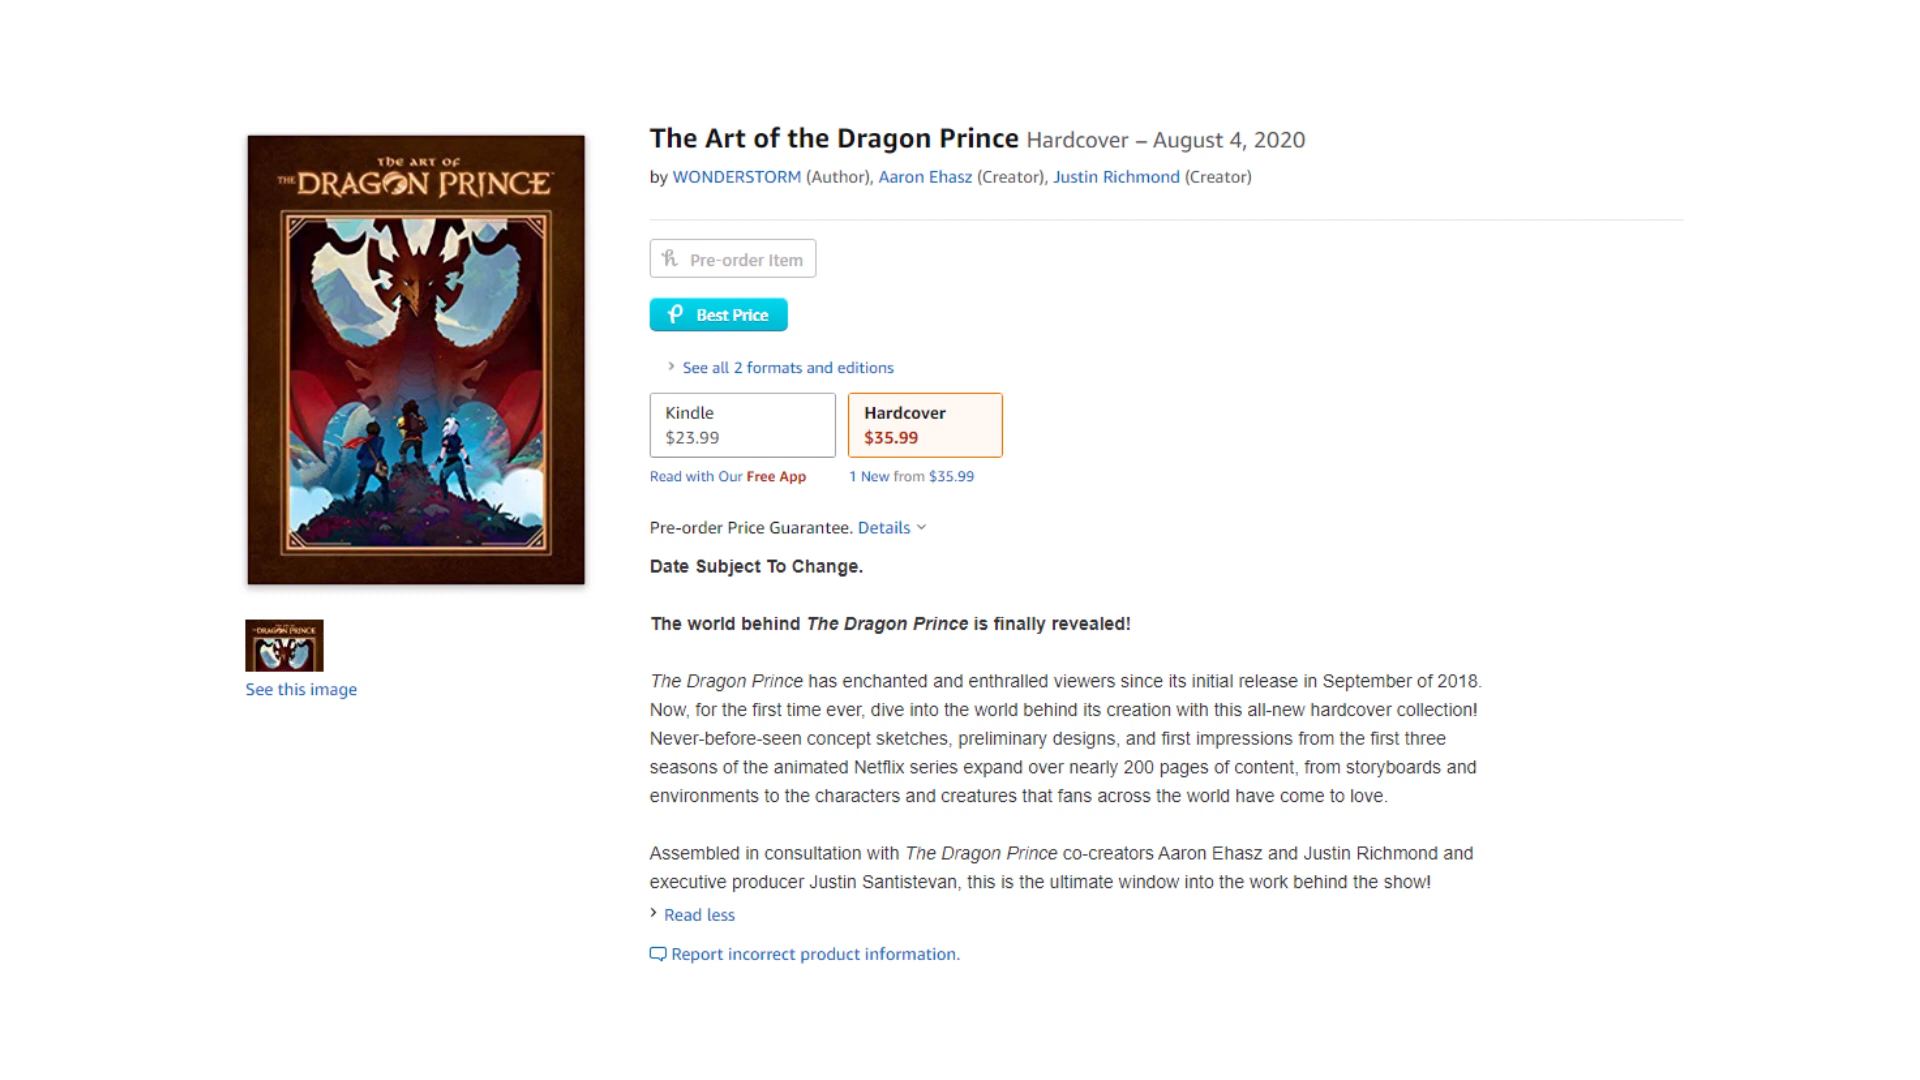 THE ART OF
THE DRAGON PRINCE
The Art of the Dragon Prince Hardcover – August 4, 2020
by WONDERSTORM (Author), Aaron Ehasz (Creator), Justin Richmond (Creator)
Pre-order Item
Best Price
See all 2 formats and editions
Kindle
$23.99
Hardcover
$35.99
Read with Our Free App
1 New from $35.99
Pre-order Price Guarantee. Details
Date Subject To Change.
The world behind The Dragon Prince is finally revealed!
The Dragon Prince has enchanted and enthralled viewers since its initial release in September of 2018.
Now, for the first time ever, dive into the world behind its creation with this all-new hardcover collection!
Never-before-seen concept sketches, preliminary designs, and first impressions from the first three
seasons of the animated Netflix series expand over nearly 200 pages of content, from storyboards and
environments to the characters and creatures that fans across the world have come to love.
Assembled in consultation with The Dragon Prince co-creators Aaron Ehasz and Justin Richmond and
executive producer Justin Santistevan, this is the ultimate window into the work behind the show!
Read less
Report incorrect product information.
THE ART OF
THE DRAGON PRINCE
See this image